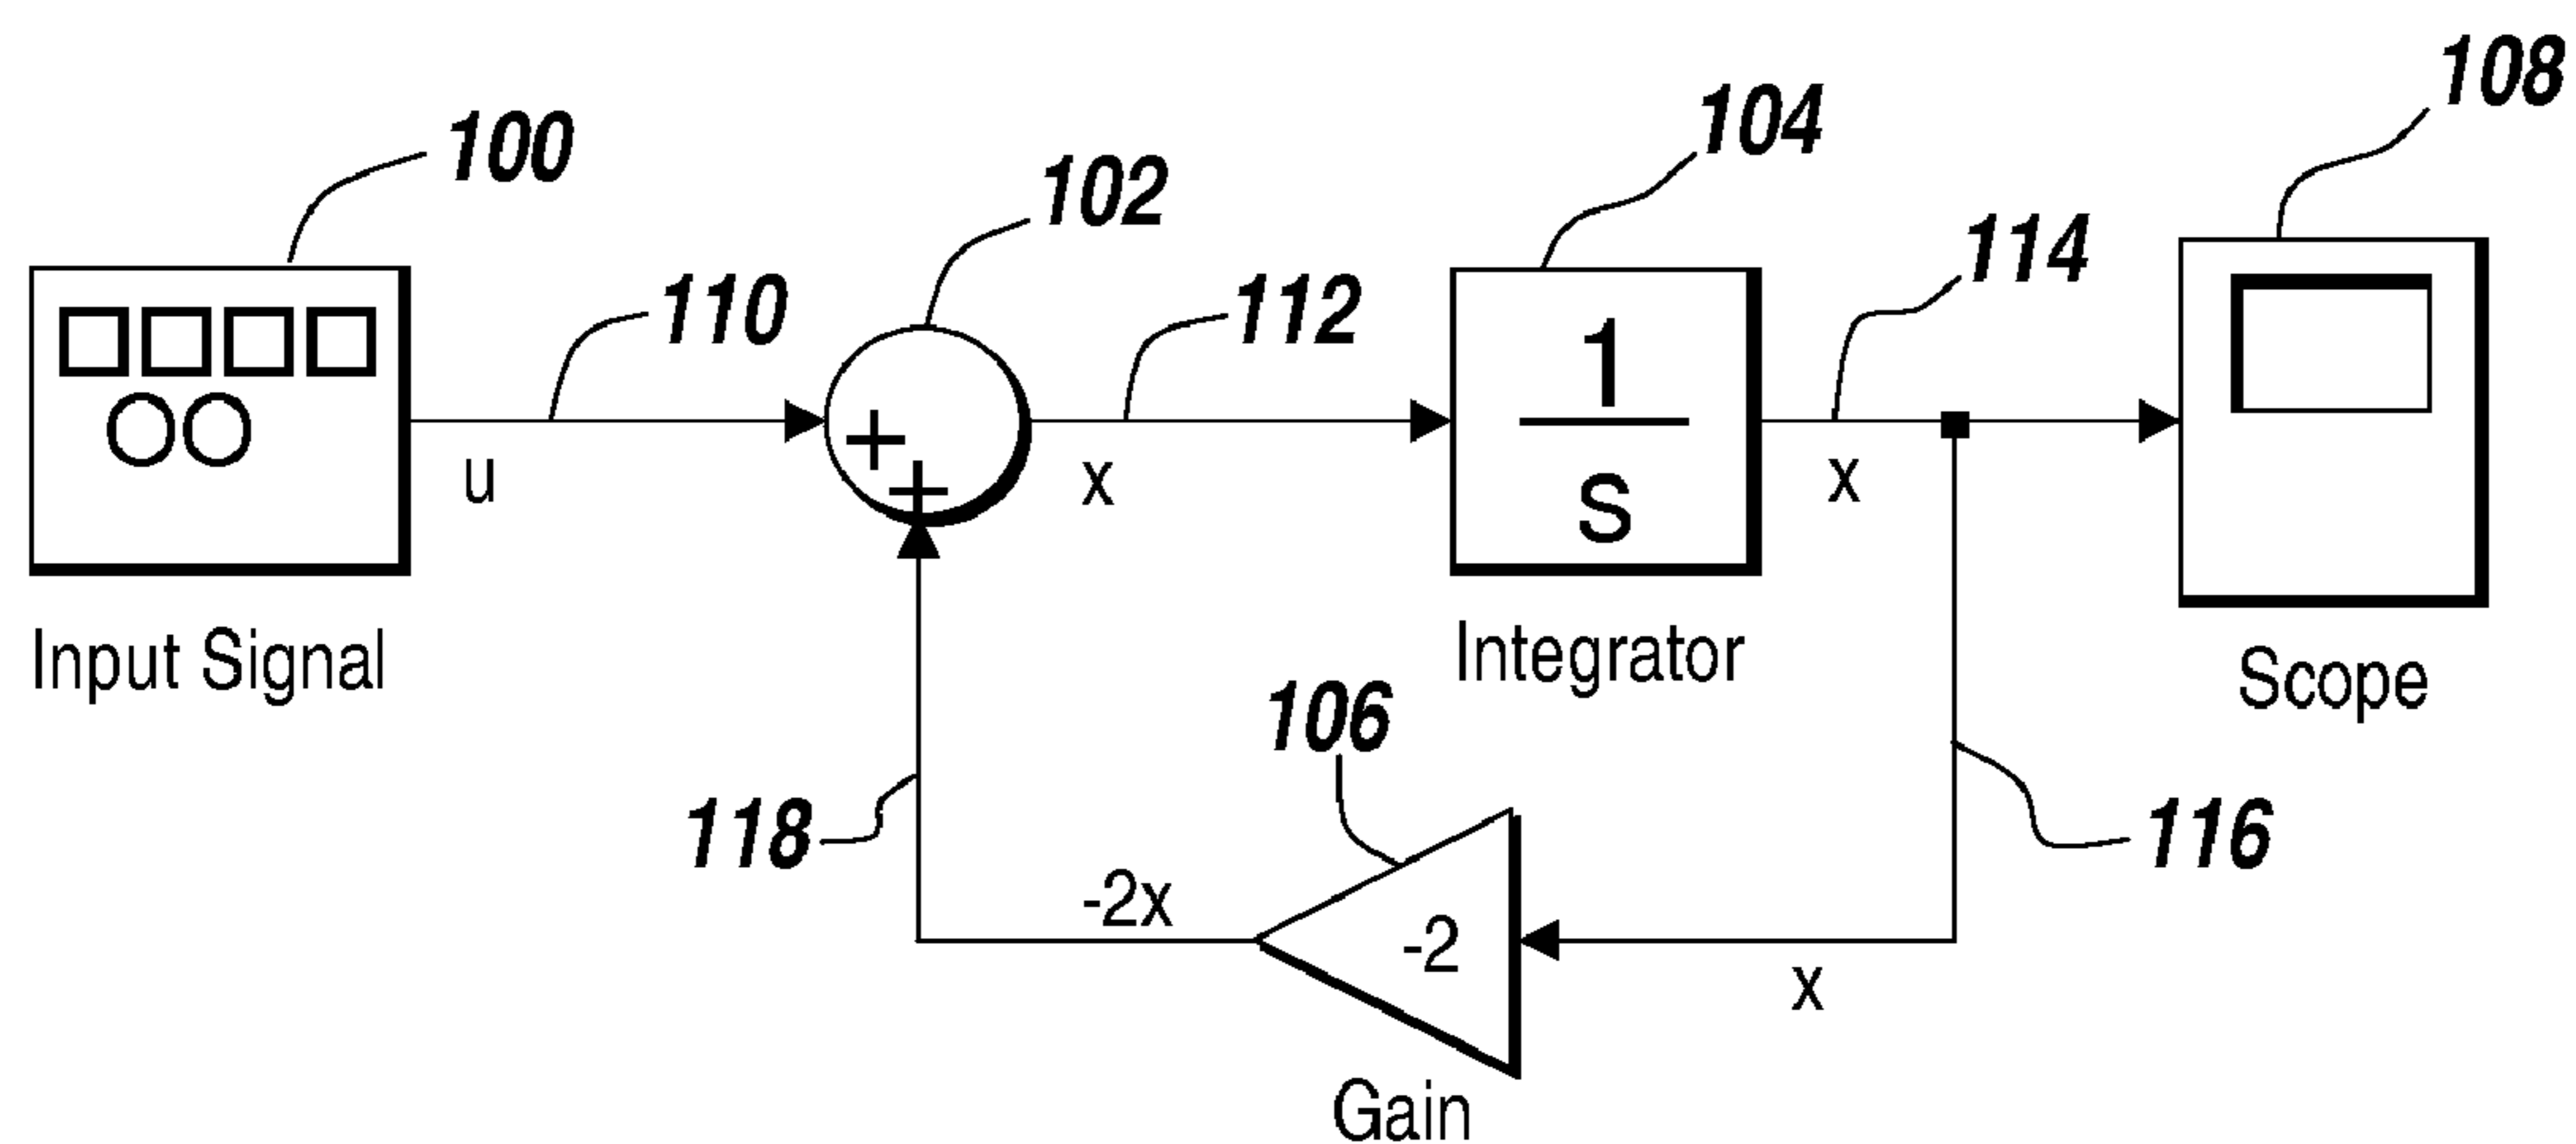 108
104
100
102
114
110
112
1
+
+
u
x
s
x
Input Signal
Integrator
Scope
106
118
116
-2x
-2
x
Gain